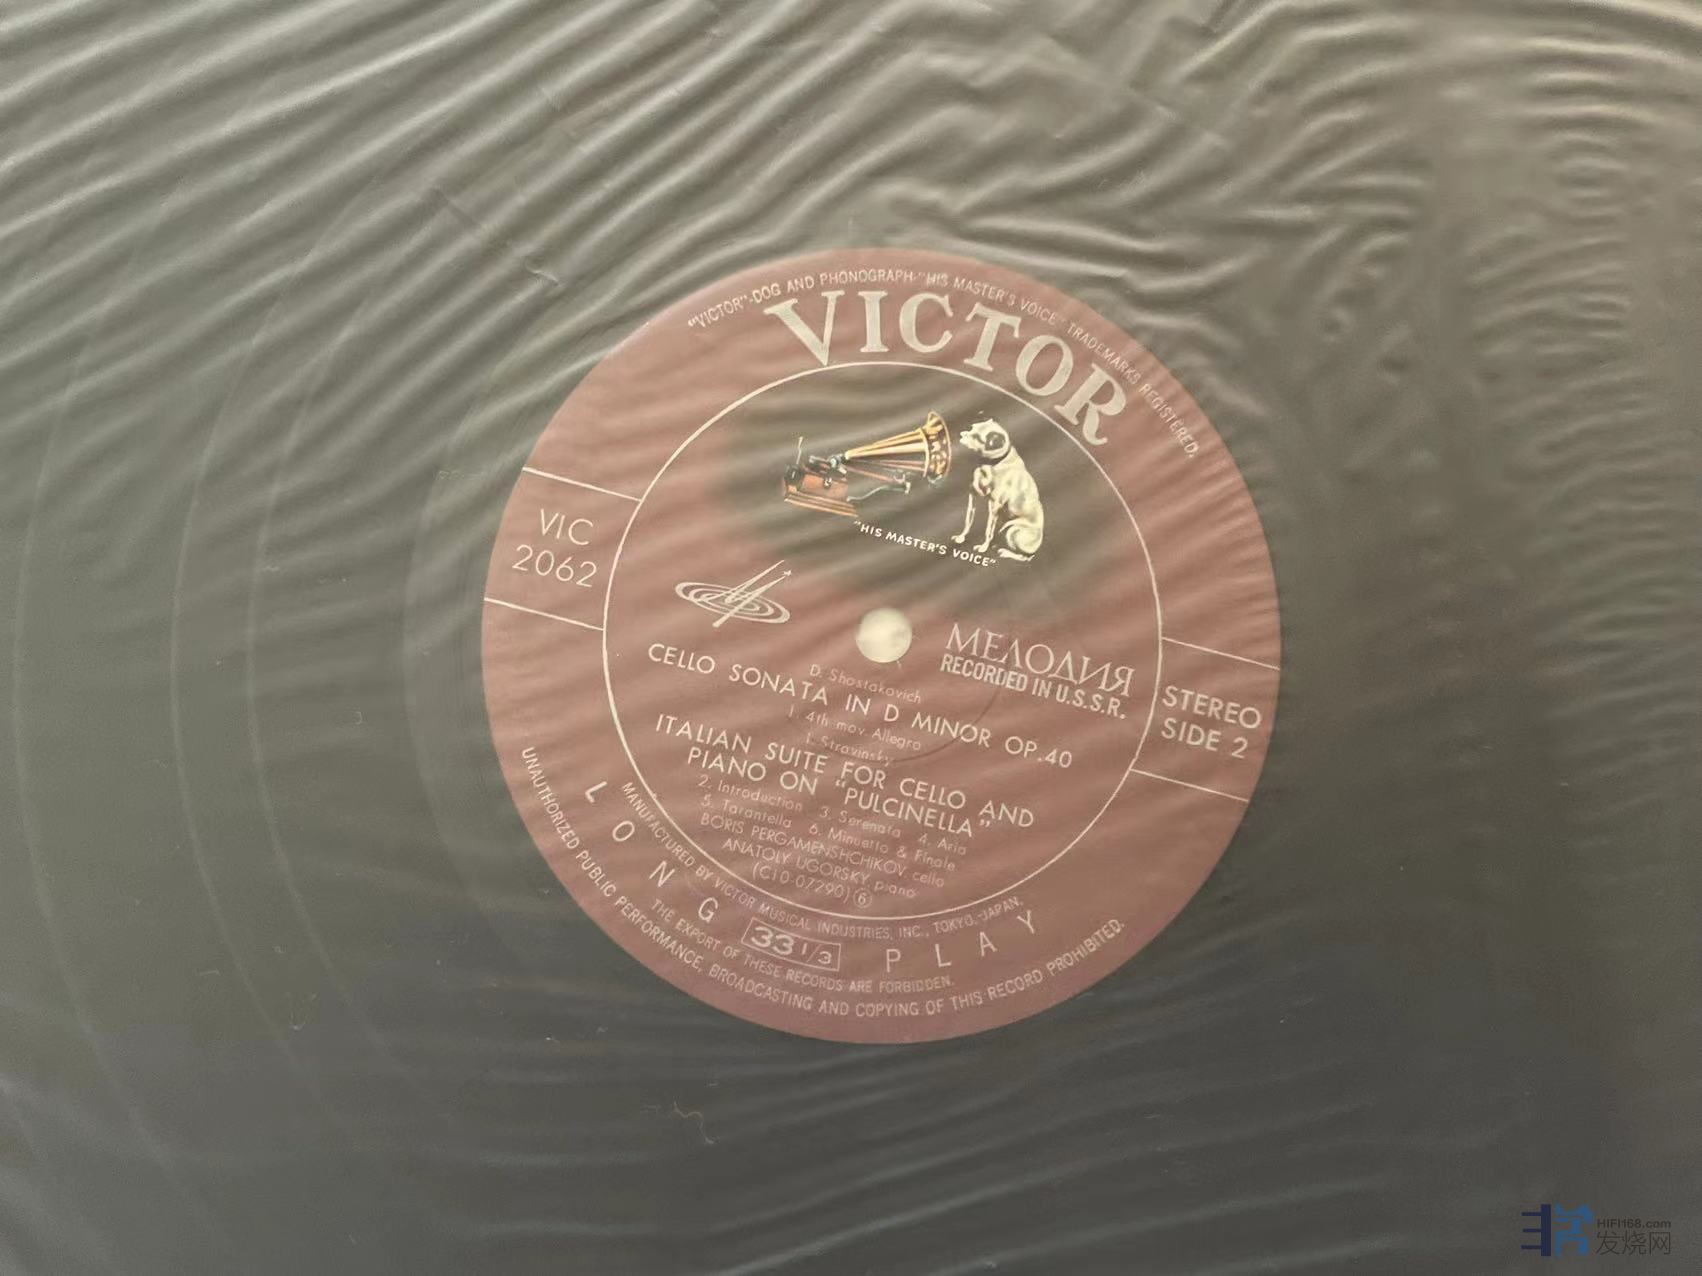 "VICTOR"-DOG AND PHONOGRAPH-"HIS MASTER'S VOICE" TRADEMARKS REGISTERED.
VICTOR
"HIS MASTER'S VOICE"
VIC
2062
МЕЛОДИЯ
RECORDED IN U.S.S.R.
STEREO
SIDE 2
D. Shostakovich
CELLO SONATA IN D MINOR OP.40
1. 4th mov. Allegro
I. Stravinsky
ITALIAN SUITE FOR CELLO AND
PIANO ON "PULCINELLA"
2. Introduction 3. Serenata 4. Aria
5. Tarantella 6. Minuetto & Finale
BORIS PERGAMENSHCHIKOV, cello
ANATOLY UGORSKY, piano
(C10-07290) ⑥
MANUFACTURED BY VICTOR MUSICAL INDUSTRIES, INC., TOKYO, JAPAN.
LONG 33 1/3 PLAY
THE EXPORT OF THESE RECORDS ARE FORBIDDEN.
UNAUTHORIZED PUBLIC PERFORMANCE, BROADCASTING AND COPYING OF THIS RECORD PROHIBITED.
HIFI168.com
发烧网